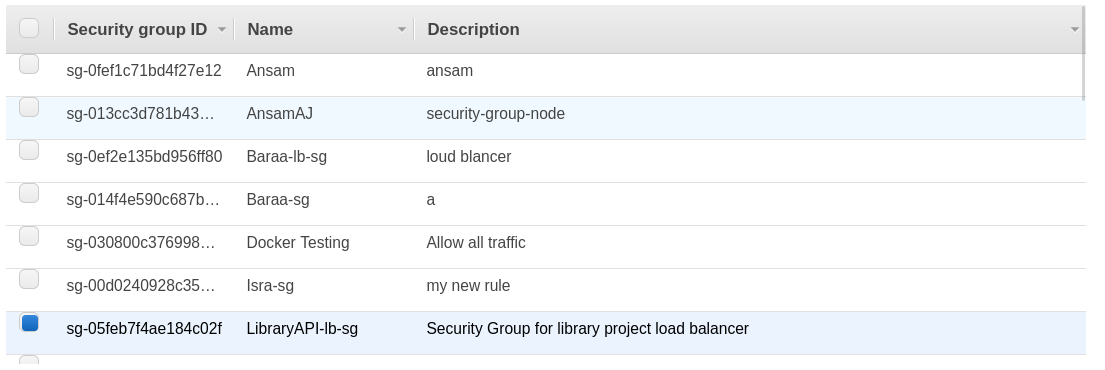 Security group ID Name Description
sg-0fef1c71bd4f27e12 Ansam ansam
sg-013cc3d781b43… AnsamAJ security-group-node
sg-0ef2e135bd956ff80 Baraa-lb-sg loud blancer
sg-014f4e590c687b… Baraa-sg a
sg-030800c376998… Docker Testing Allow all traffic
sg-00d0240928c35… Isra-sg my new rule
sg-05feb7f4ae184c02f LibraryAPI-lb-sg Security Group for library project load balancer